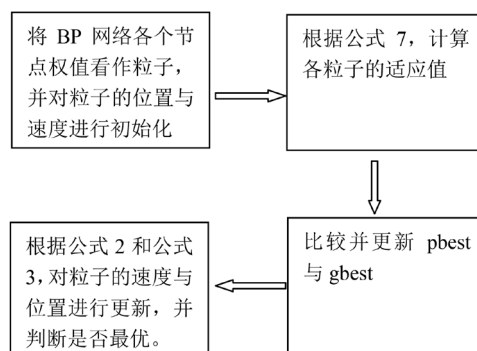 将 BP 网络各个节
点权值看作粒子，
并对粒子的位置与
速度进行初始化
根据公式 7，计算
各粒子的适应值
比较并更新 pbest
与 gbest
根据公式 2 和公式
3，对粒子的速度与
位置进行更新，并
判断是否最优。